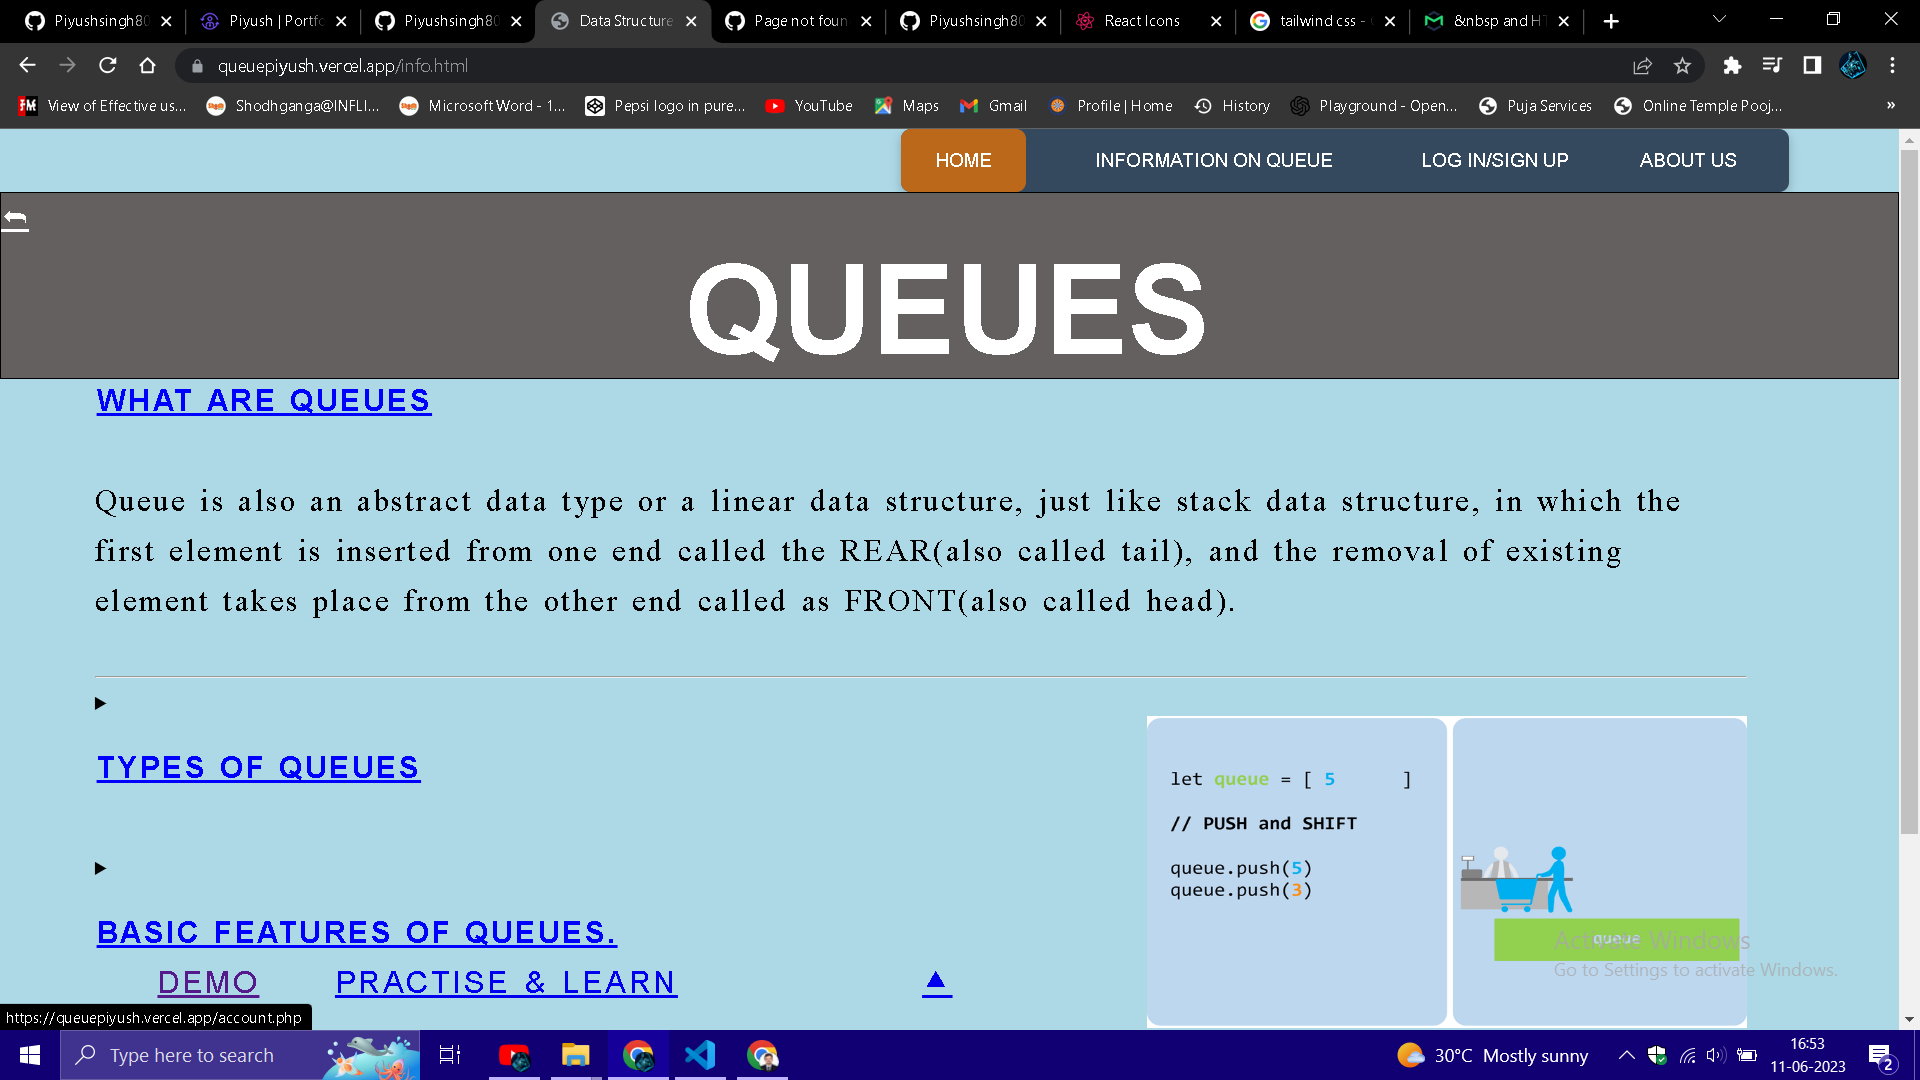 Piyushsingh80
Piyush | Portfo
Piyushsingh80
Data Structure
Page not foun
Piyushsingh80
React Icons
tailwind css - G
&nbsp and HT
queuepiyush.vercel.app/info.html
View of Effective us...
Shodhganga@INFLI...
Microsoft Word - 1...
Pepsi logo in pure...
YouTube
Maps
Gmail
Profile | Home
History
Playground - Open...
Puja Services
Online Temple Pooj...
»
HOME
INFORMATION ON QUEUE
LOG IN/SIGN UP
ABOUT US
QUEUES
WHAT ARE QUEUES
Queue is also an abstract data type or a linear data structure, just like stack data structure, in which the
first element is inserted from one end called the REAR(also called tail), and the removal of existing
element takes place from the other end called as FRONT(also called head).
TYPES OF QUEUES
BASIC FEATURES OF QUEUES.
DEMO
PRACTISE & LEARN
▲
let queue = [ 5 ]
// PUSH and SHIFT
queue.push(5)
queue.push(3)
queue
Activate Windows
Go to Settings to activate Windows.
https://queuepiyush.vercel.app/account.php
Type here to search
30°C Mostly sunny
16:53
11-06-2023
2